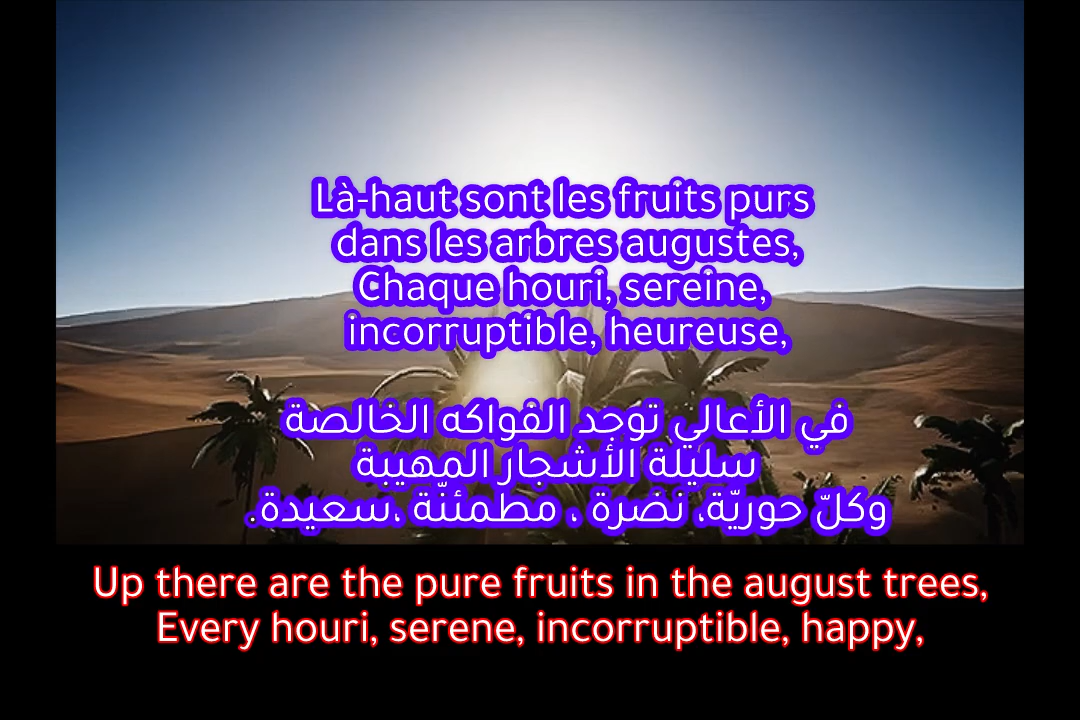 Là-haut sont les fruits purs
dans les arbres augustes,
Chaque houri, sereine,
incorruptible, heureuse,
في الأعالي توجد الفواكه الخالصة
سليلة الأشجار المهيبة
وكلّ حوريّة، نضرة ، مطمئنّة ،سعيدة.
Up there are the pure fruits in the august trees,
Every houri, serene, incorruptible, happy,